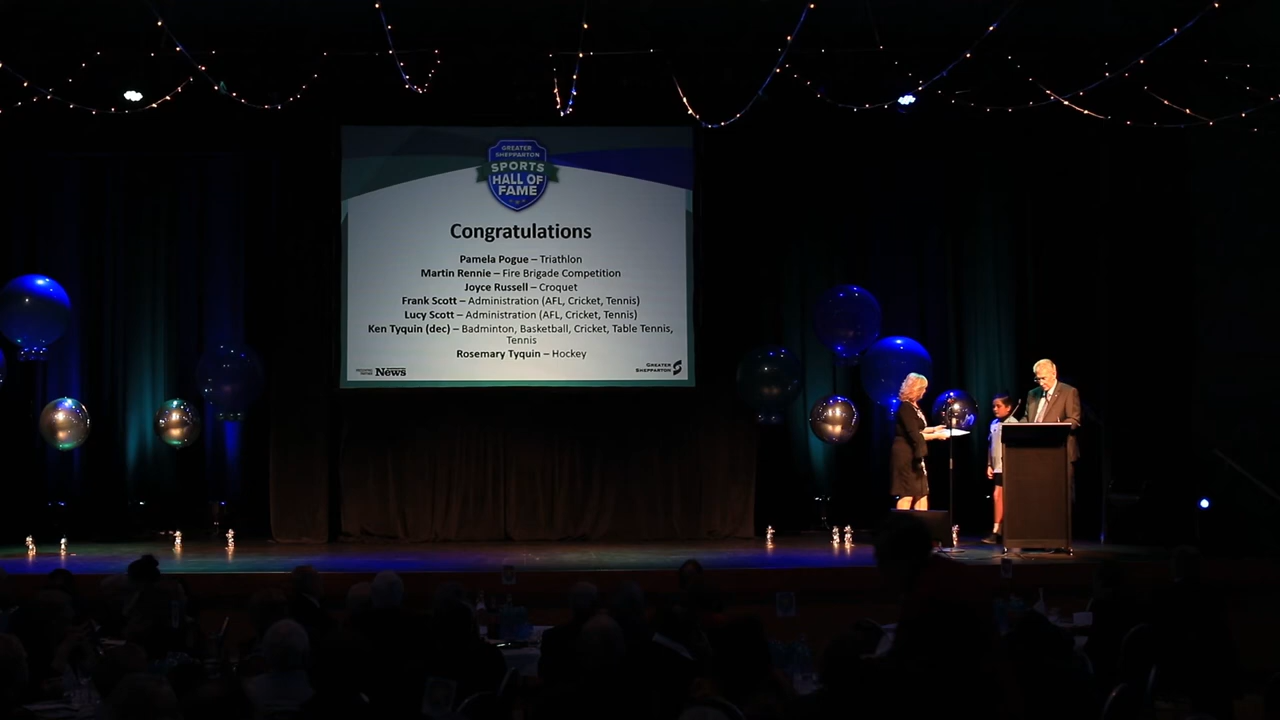 GREATER
SHEPPARTON
SPORTS
HALL OF
FAME
Congratulations
Pamela Pogue – Triathlon
Martin Rennie – Fire Brigade Competition
Joyce Russell – Croquet
Frank Scott – Administration (AFL, Cricket, Tennis)
Lucy Scott – Administration (AFL, Cricket, Tennis)
Ken Tyquin (dec) – Badminton, Basketball, Cricket, Table Tennis,
Tennis
Rosemary Tyquin – Hockey
News
GREATER
SHEPPARTON